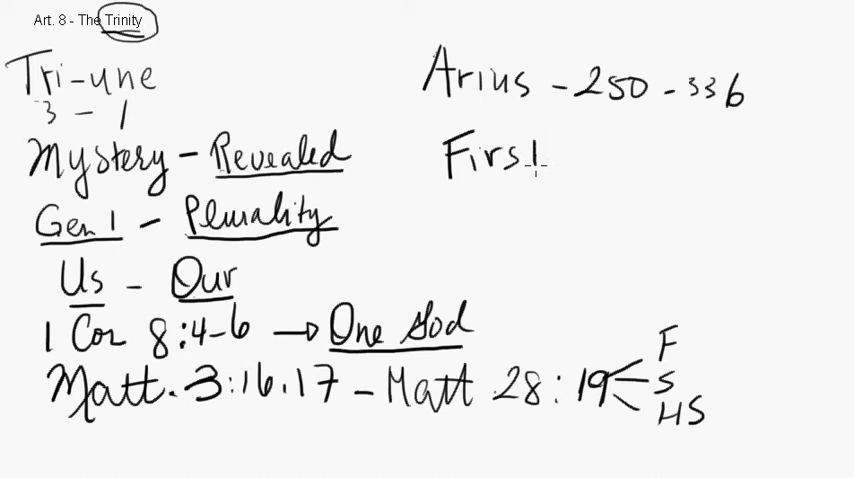 Art. 8 - The Trinity
Tri-une
3 - 1
Mystery - Revealed
Gen 1 - Plurality
Us - Our
1 Cor 8:4-6 → One God
Matt. 3:16.17 - Matt 28:19
F
S
HS
Arius - 250 - 336
First